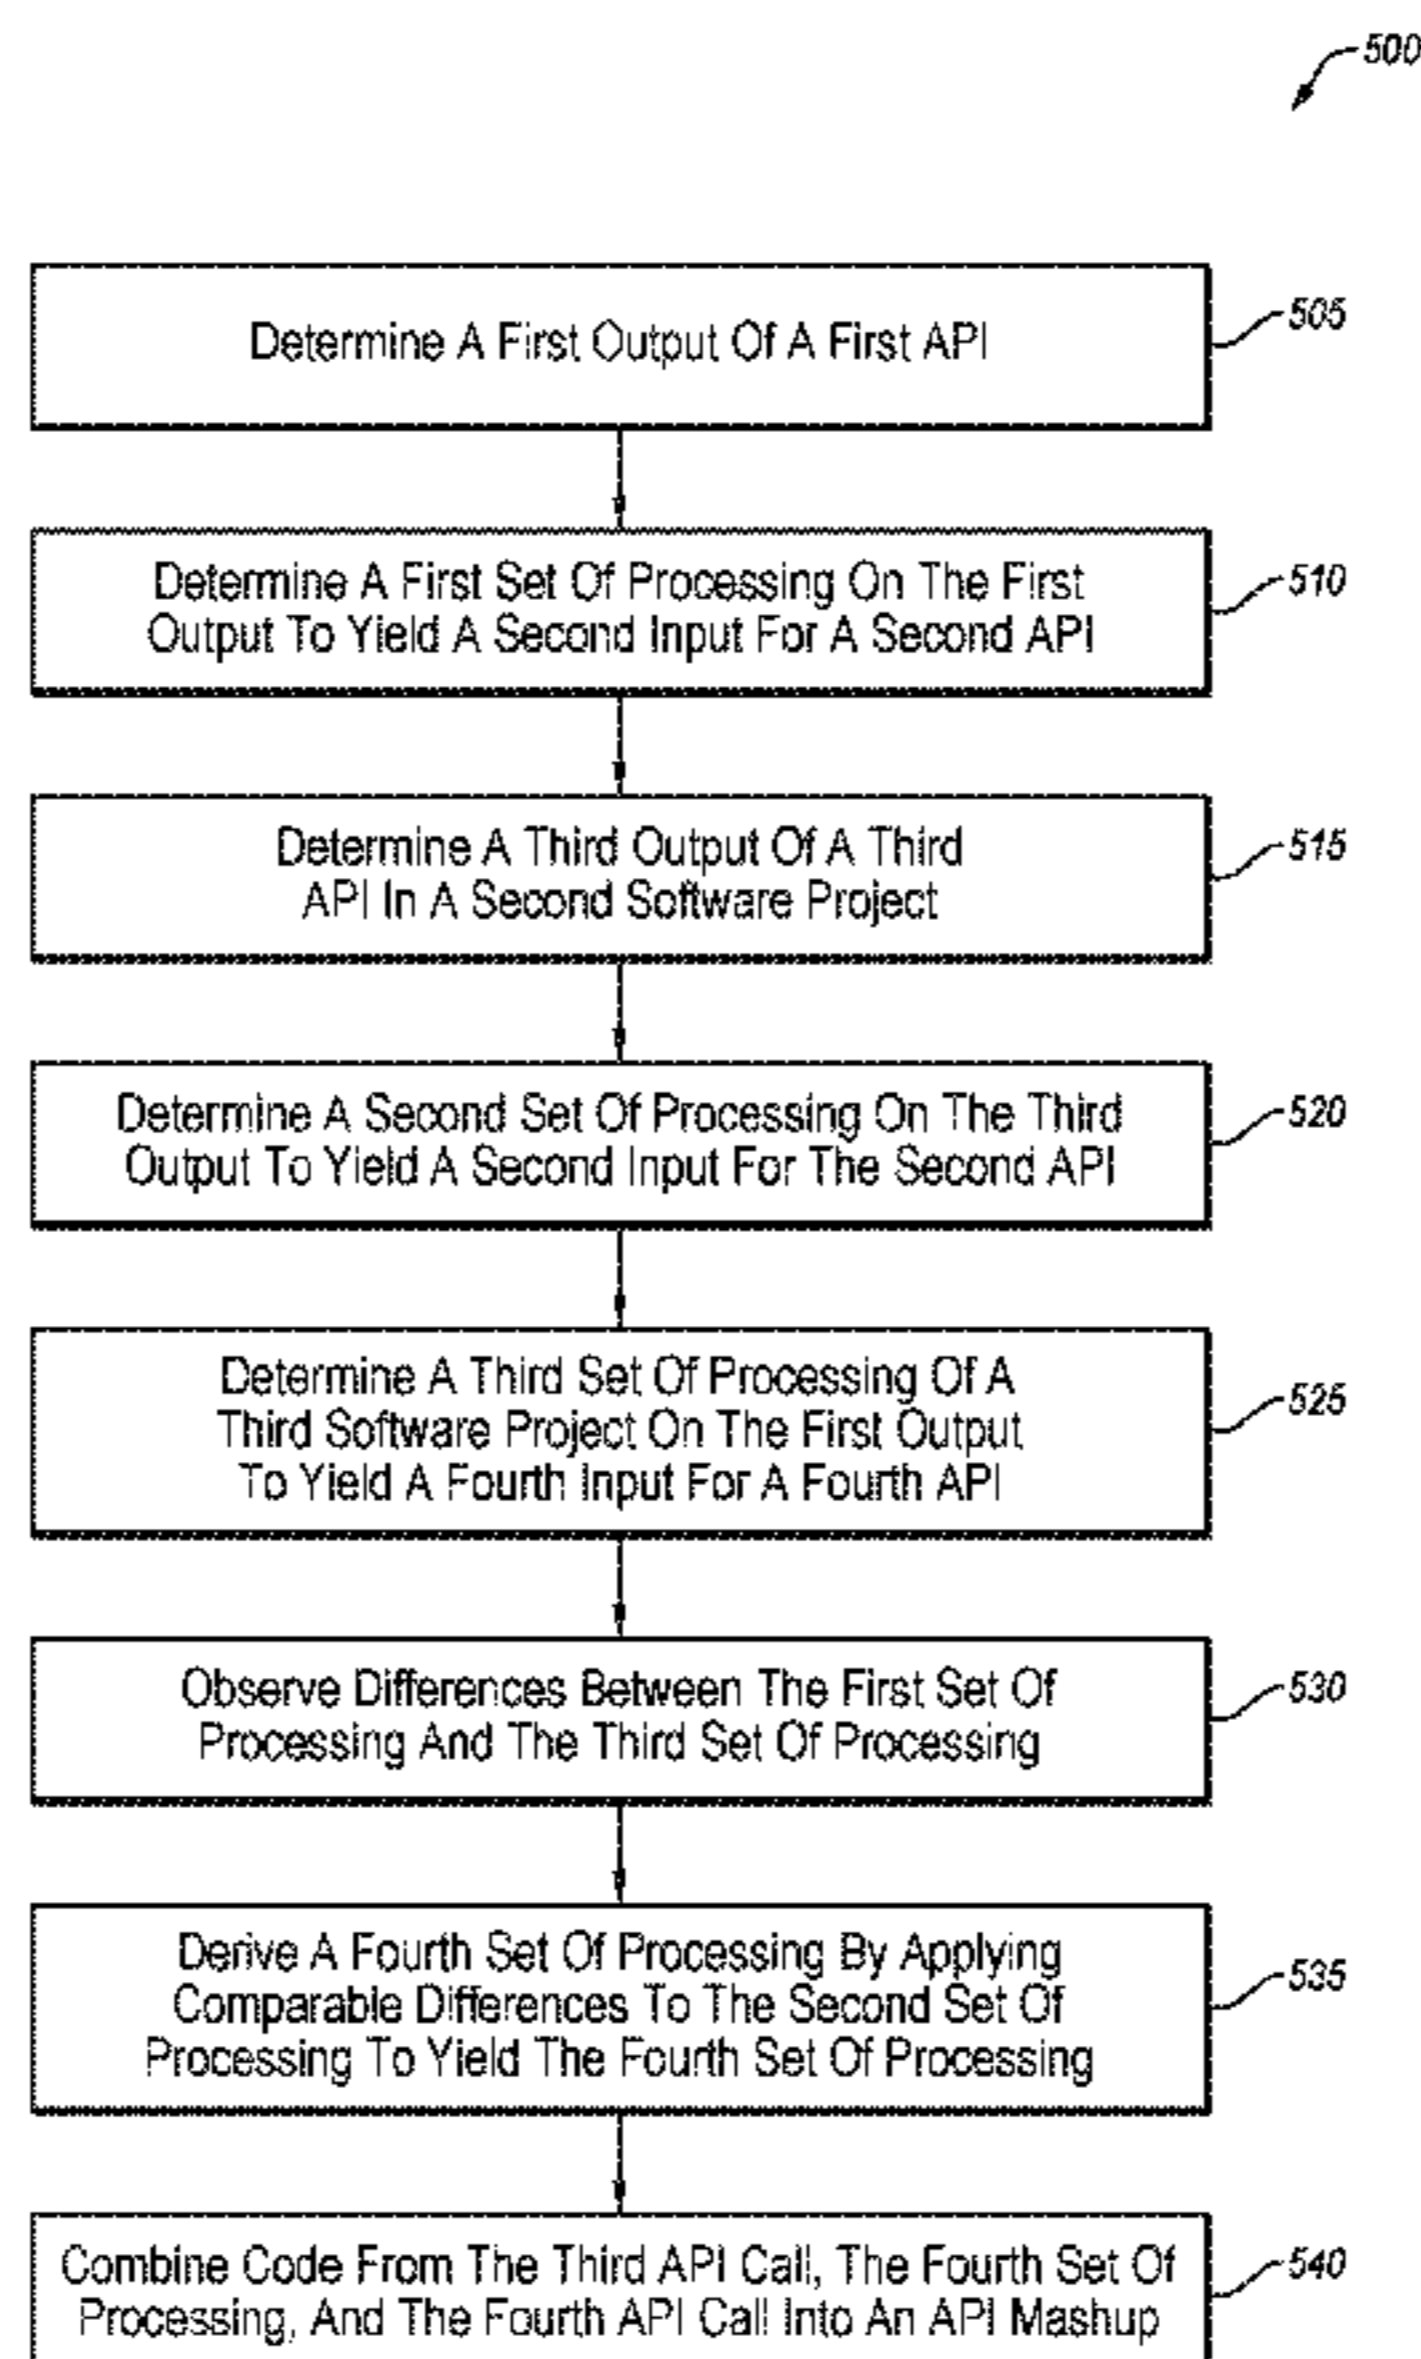 500
Determine A First Output Of A First API
505
Determine A First Set Of Processing On The First
Output To Yield A Second Input For A Second API
510
Determine A Third Output Of A Third
API In A Second Software Project
515
Determine A Second Set Of Processing On The Third
Output To Yield A Second Input For The Second API
520
Determine A Third Set Of Processing Of A
Third Software Project On The First Output
To Yield A Fourth Input For A Fourth API
525
Observe Differences Between The First Set Of
Processing And The Third Set Of Processing
530
Derive A Fourth Set Of Processing By Applying
Comparable Differences To The Second Set Of
Processing To Yield The Fourth Set Of Processing
535
Combine Code From The Third API Call, The Fourth Set Of
Processing, And The Fourth API Call Into An API Mashup
540